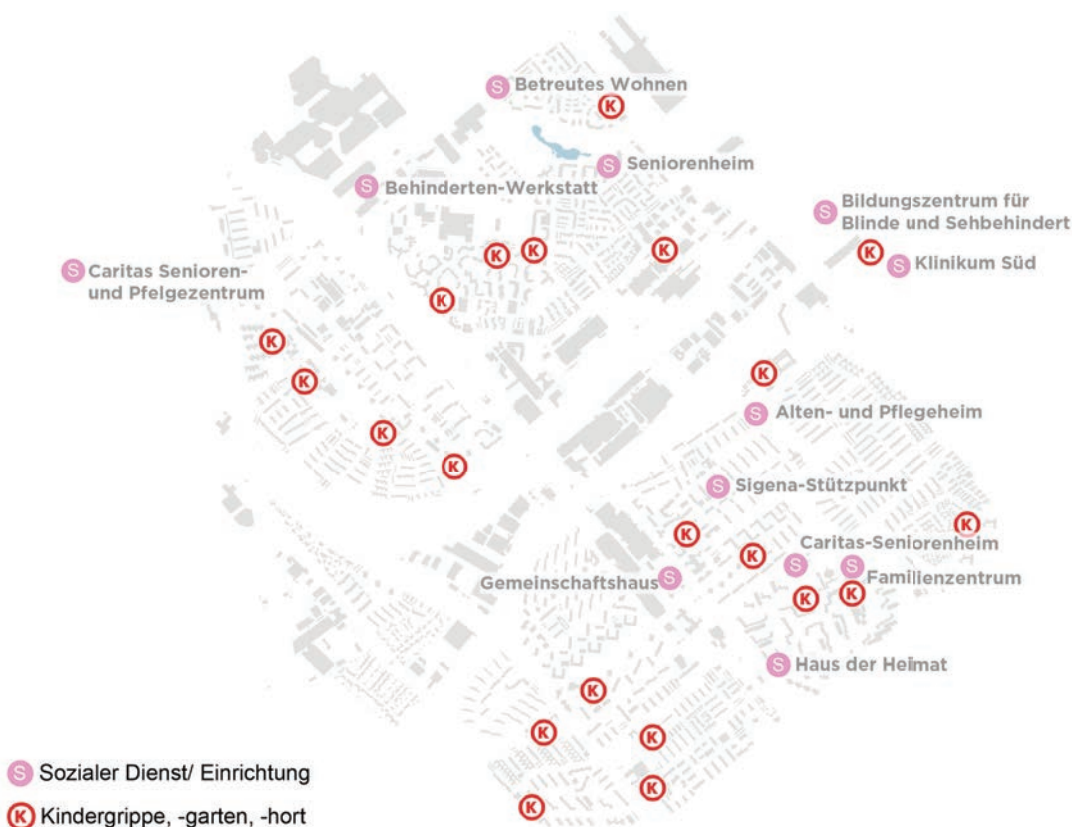 Betreutes Wohnen
Seniorenheim
Behinderten-Werkstatt
Bildungszentrum für
Blinde und Sehbehindert
Klinikum Süd
Caritas Senioren-
und Pfelgezentrum
Alten- und Pflegeheim
Sigena-Stützpunkt
Caritas-Seniorenheim
Familienzentrum
Gemeinschaftshaus
Haus der Heimat
S Sozialer Dienst/ Einrichtung
K Kindergrippe, -garten, -hort